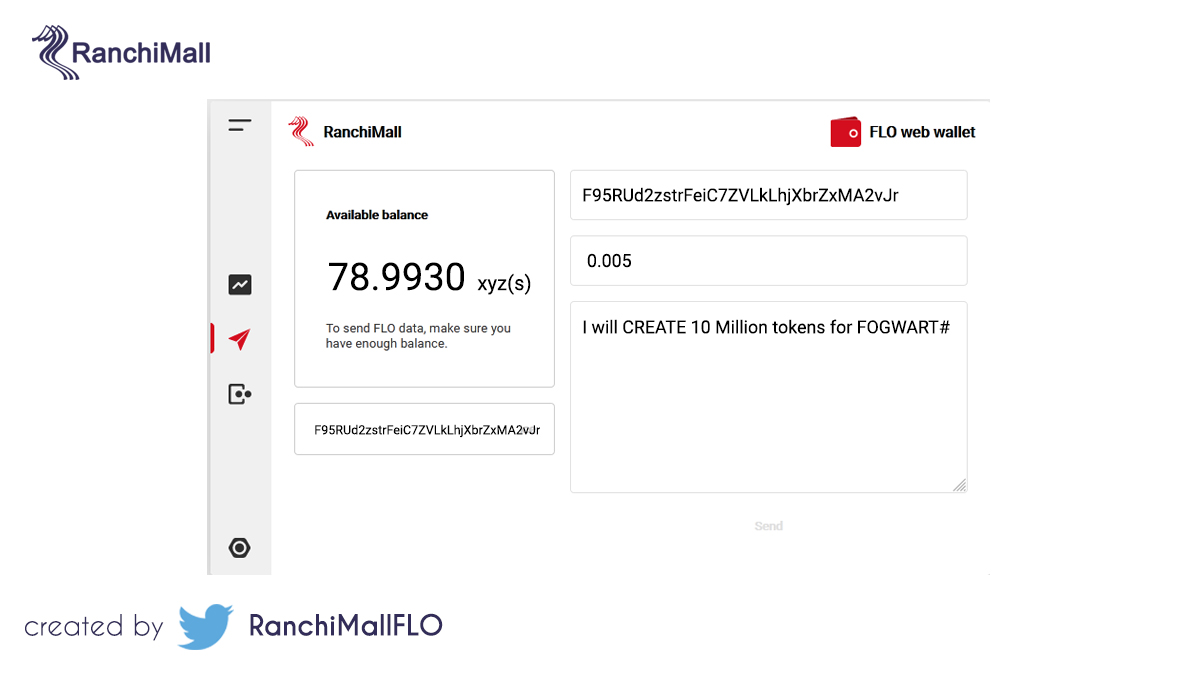 RanchiMall
RanchiMall
FLO web wallet
Available balance
78.9930 xyz(s)
To send FLO data, make sure you
have enough balance.
F95RUd2zstrFeiC7ZVLkLhjXbrZxMA2vJr
F95RUd2zstrFeiC7ZVLkLhjXbrZxMA2vJr
0.005
I will CREATE 10 Million tokens for FOGWART#
Send
created by RanchiMallFLO